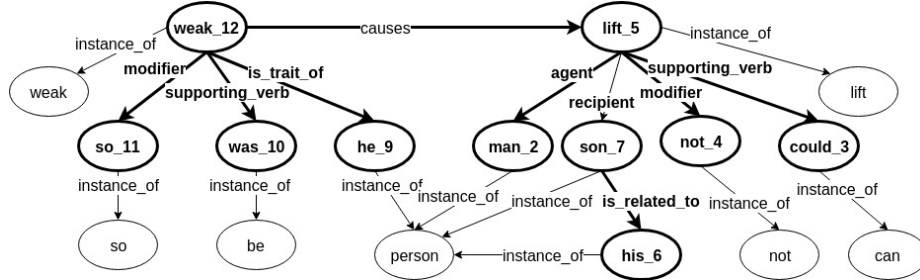 weak_12 causes lift_5
instance_of instance_of
modifier is_trait_of agent supporting_verb
weak supporting_verb recipient modifier lift
so_11 was_10 he_9 man_2 son_7 not_4 could_3
instance_of instance_of instance_of instance_of instance_of is_related_to instance_of instance_of
so be person instance_of his_6 not can